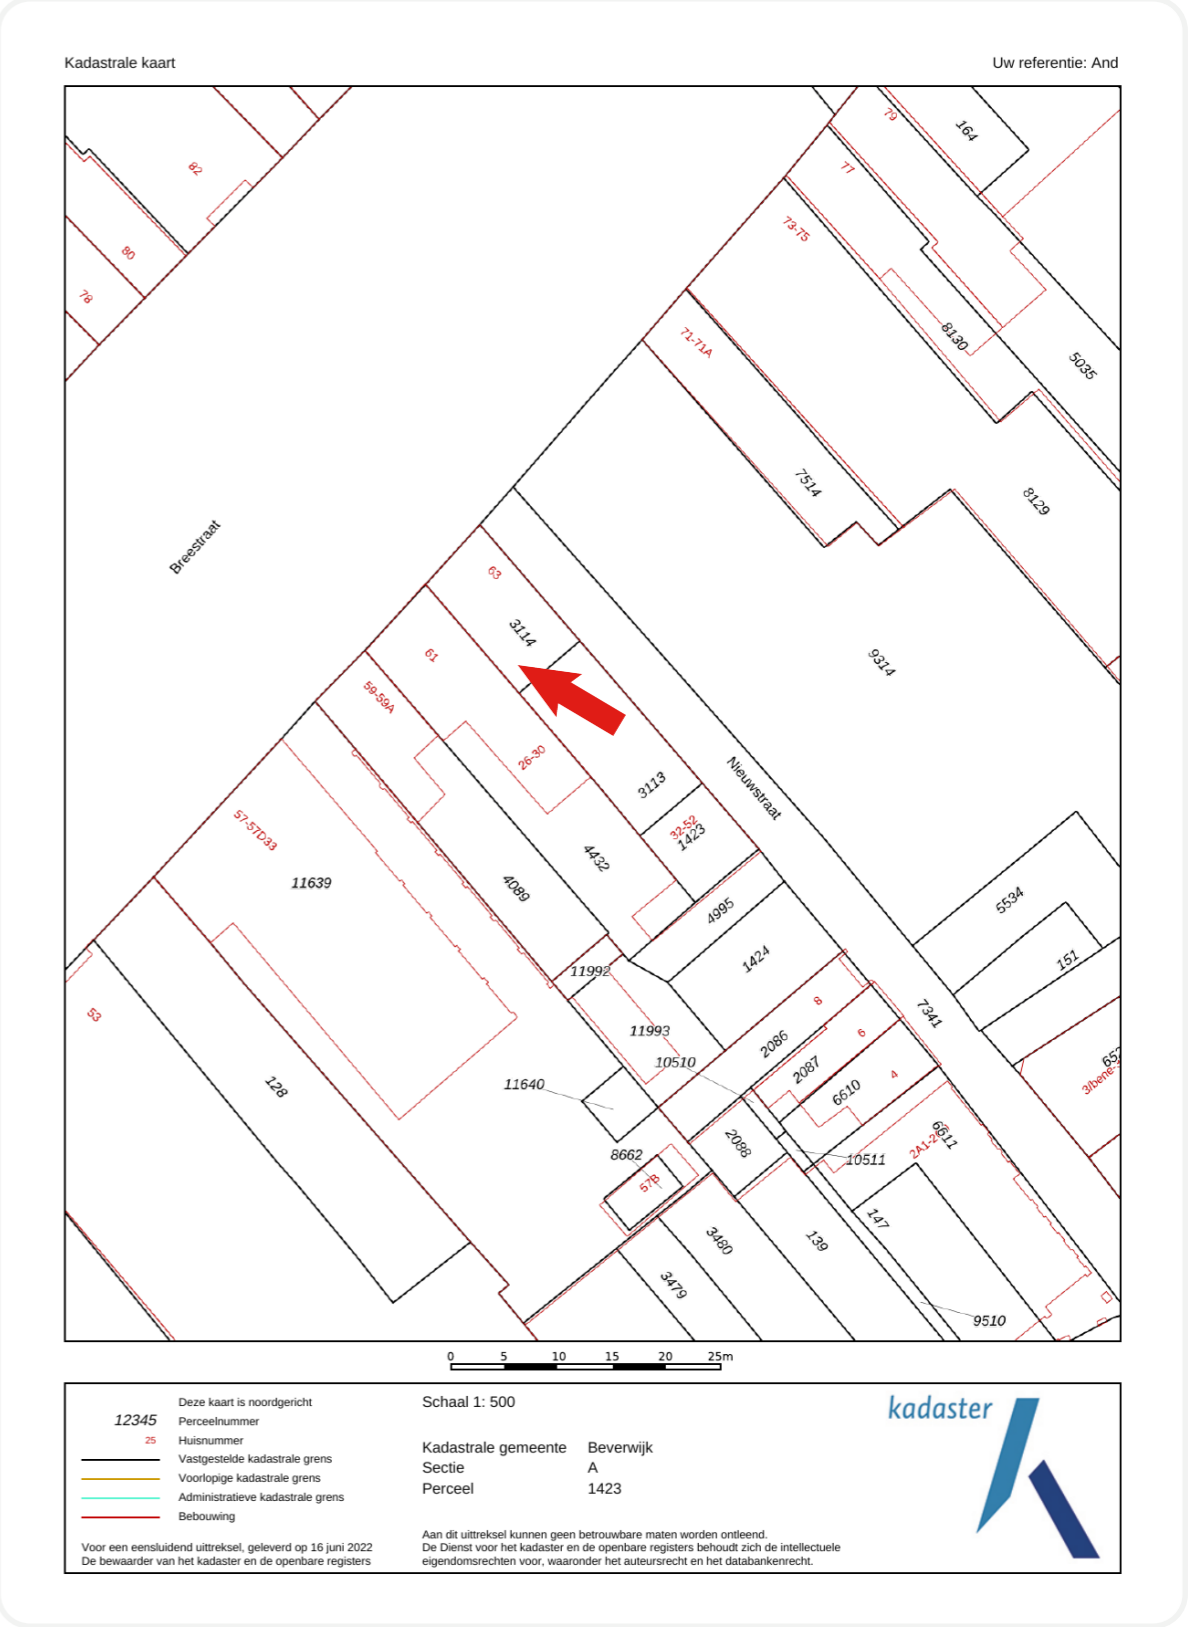 Kadastrale kaart
Uw referentie: And
79
164
82
77
73-75
80
78
8130
71-71A
5035
7514
8129
Breestraat
63
3114
61
9314
59-59A
26-30
Nieuwstraat
3113
57-57D33
32-52
1423
4432
11639
4089
5534
4995
1424
151
11992
8
7341
53
11993
6
2086
10510
2087
4
3/bene-
128
11640
6610
6611
2088
2A1-2
8662
10511
57B
147
3480
139
3479
9510
0 5 10 15 20 25m
Deze kaart is noordgericht
12345 Perceelnummer
25 Huisnummer
Vastgestelde kadastrale grens
Voorlopige kadastrale grens
Administratieve kadastrale grens
Bebouwing
Voor een eensluidend uittreksel, geleverd op 16 juni 2022
De bewaarder van het kadaster en de openbare registers
Schaal 1: 500
Kadastrale gemeente Beverwijk
Sectie A
Perceel 1423
Aan dit uittreksel kunnen geen betrouwbare maten worden ontleend.
De Dienst voor het kadaster en de openbare registers behoudt zich de intellectuele
eigendomsrechten voor, waaronder het auteursrecht en het databankenrecht.
kadaster